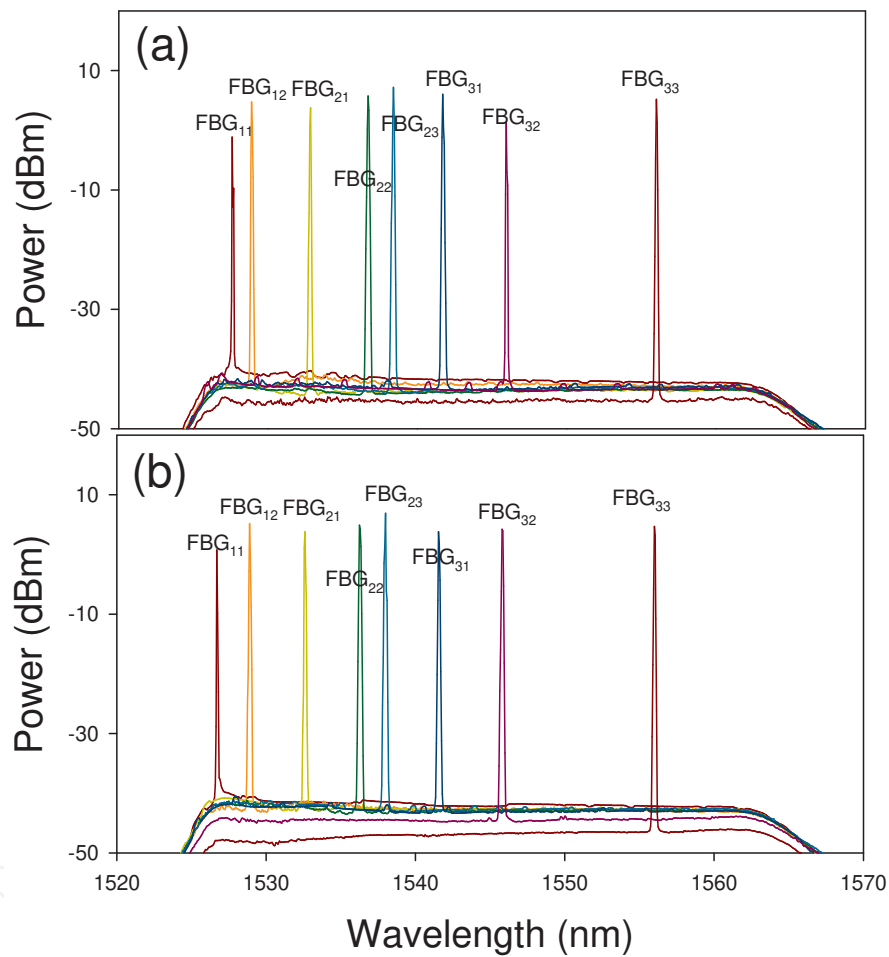 (a)
Power (dBm)
10
-10
-30
-50
FBG₁₁
FBG₁₂
FBG₂₁
FBG₂₂
FBG₂₃
FBG₃₁
FBG₃₂
FBG₃₃
(b)
Power (dBm)
10
-10
-30
-50
FBG₁₁
FBG₁₂
FBG₂₁
FBG₂₂
FBG₂₃
FBG₃₁
FBG₃₂
FBG₃₃
1520 1530 1540 1550 1560 1570
Wavelength (nm)